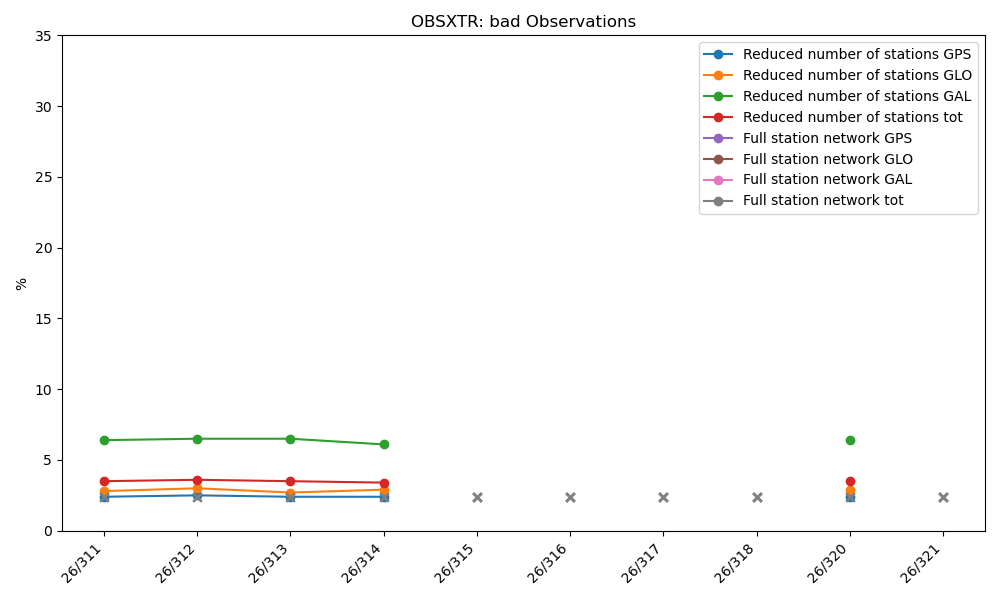 OBSXTR: bad Observations
35
30
25
20
15
10
5
0
%
Reduced number of stations GPS
Reduced number of stations GLO
Reduced number of stations GAL
Reduced number of stations tot
Full station network GPS
Full station network GLO
Full station network GAL
Full station network tot
26/311
26/312
26/313
26/314
26/315
26/316
26/317
26/318
26/320
26/321